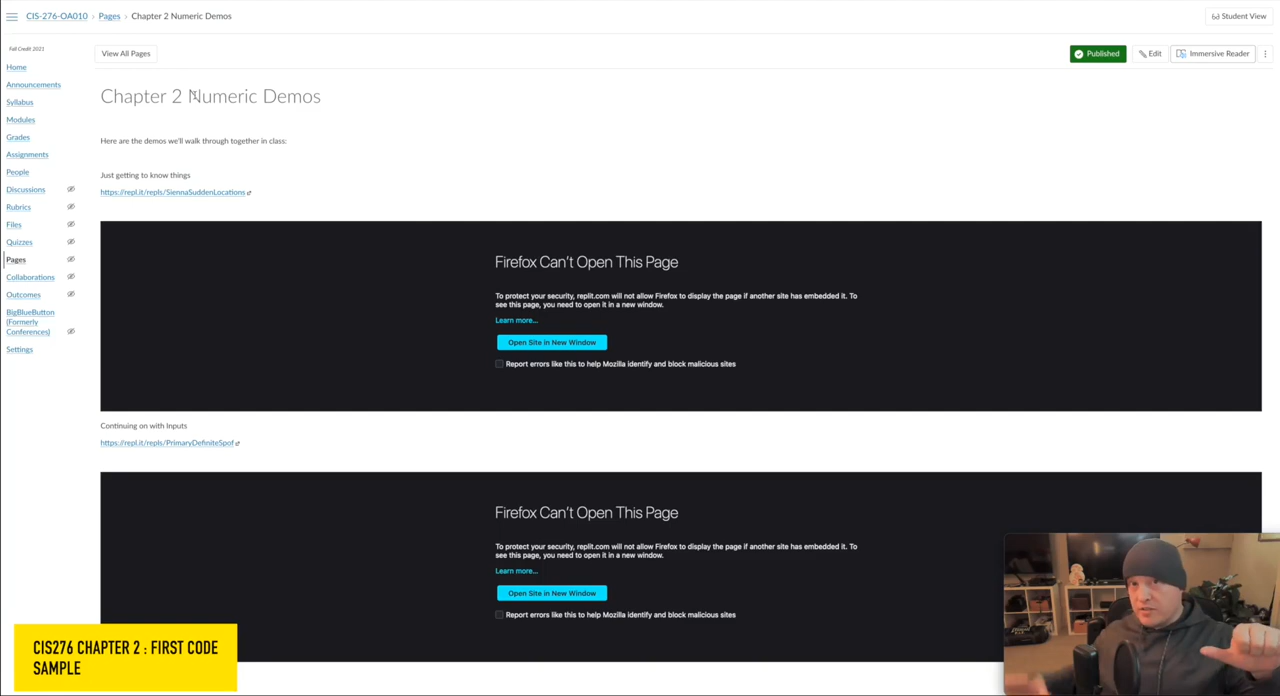 CIS-276-OA010 › Pages › Chapter 2 Numeric Demos
Student View
Fall Credit 2021
View All Pages
Published
Edit
Immersive Reader
Home
Announcements
Syllabus
Modules
Grades
Assignments
People
Discussions
Rubrics
Files
Quizzes
Pages
Collaborations
Outcomes
BigBlueButton
(Formerly
Conferences)
Settings
Chapter 2 Numeric Demos
Here are the demos we'll walk through together in class:
Just getting to know things
https://repl.it/repls/SiennaSuddenLocations
Firefox Can't Open This Page
To protect your security, replit.com will not allow Firefox to display the page if another site has embedded it. To
see this page, you need to open it in a new window.
Learn more...
Open Site in New Window
Report errors like this to help Mozilla identify and block malicious sites
Continuing on with Inputs
https://repl.it/repls/PrimaryDefiniteSpof
Firefox Can't Open This Page
To protect your security, replit.com will not allow Firefox to display the page if another site has embedded it. To
see this page, you need to open it in a new window.
Learn more...
Open Site in New Window
Report errors like this to help Mozilla identify and block malicious sites
CIS276 CHAPTER 2 : FIRST CODE
SAMPLE